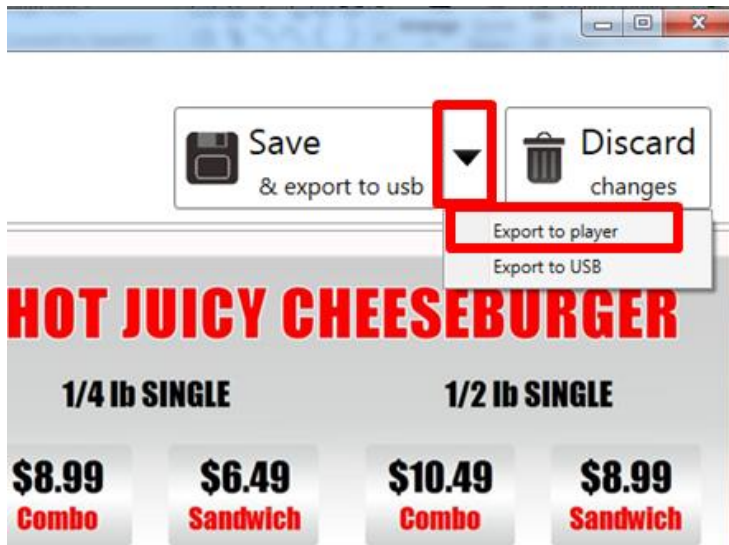 Save
& export to usb
Discard
changes
Export to player
Export to USB
HOT JUICY CHEESEBURGER
1/4 lb SINGLE
1/2 lb SINGLE
$8.99
$6.49
$10.49
$8.99
Combo
Sandwich
Combo
Sandwich